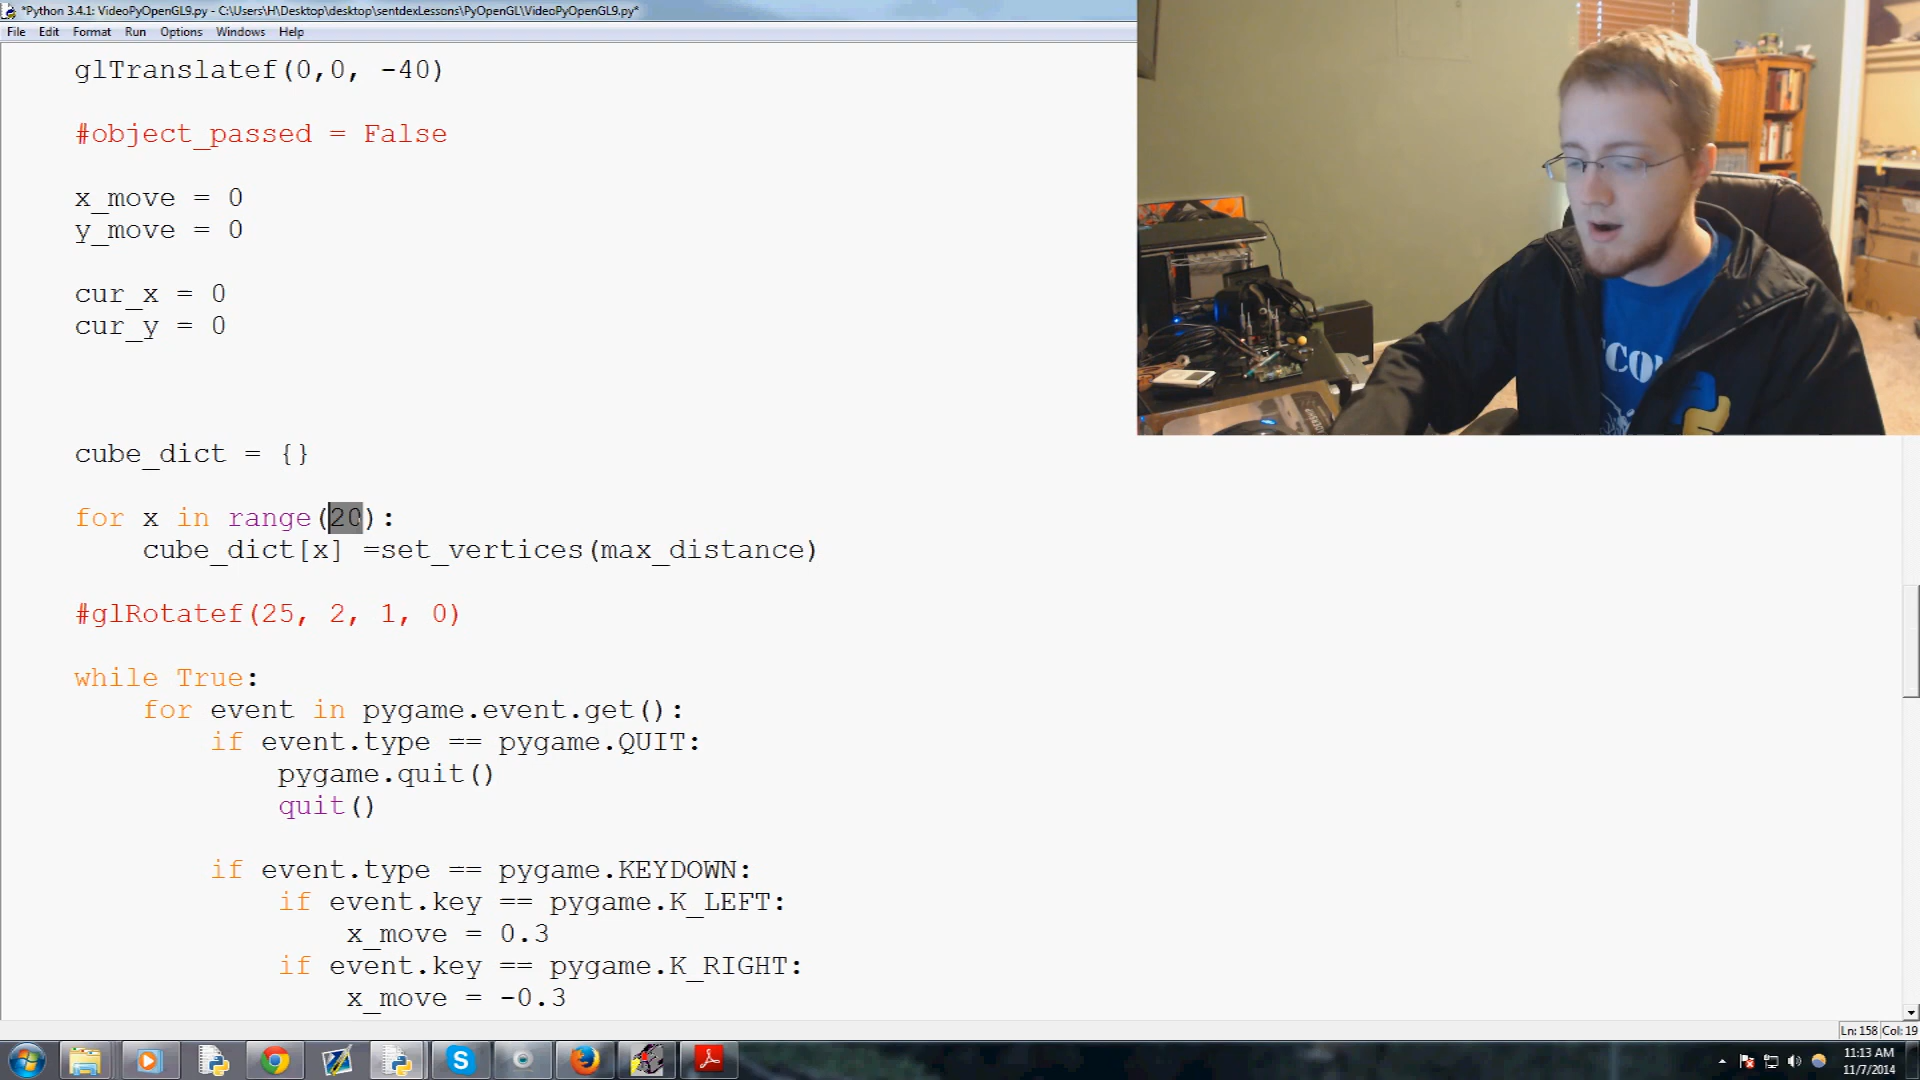 *Python 3.4.1: VideoPyOpenGL9.py - C:\Users\H\Desktop\desktop\sentdexLessons\PyOpenGL\VideoPyOpenGL9.py*
File Edit Format Run Options Windows Help
glTranslatef(0,0, -40)
#object_passed = False
x_move = 0
y_move = 0
cur_x = 0
cur_y = 0
cube_dict = {}
for x in range(20):
cube_dict[x] =set_vertices(max_distance)
#glRotatef(25, 2, 1, 0)
while True:
for event in pygame.event.get():
if event.type == pygame.QUIT:
pygame.quit()
quit()
if event.type == pygame.KEYDOWN:
if event.key == pygame.K_LEFT:
x_move = 0.3
if event.key == pygame.K_RIGHT:
x_move = -0.3
Ln: 158 Col: 19
11:13 AM
11/7/2014